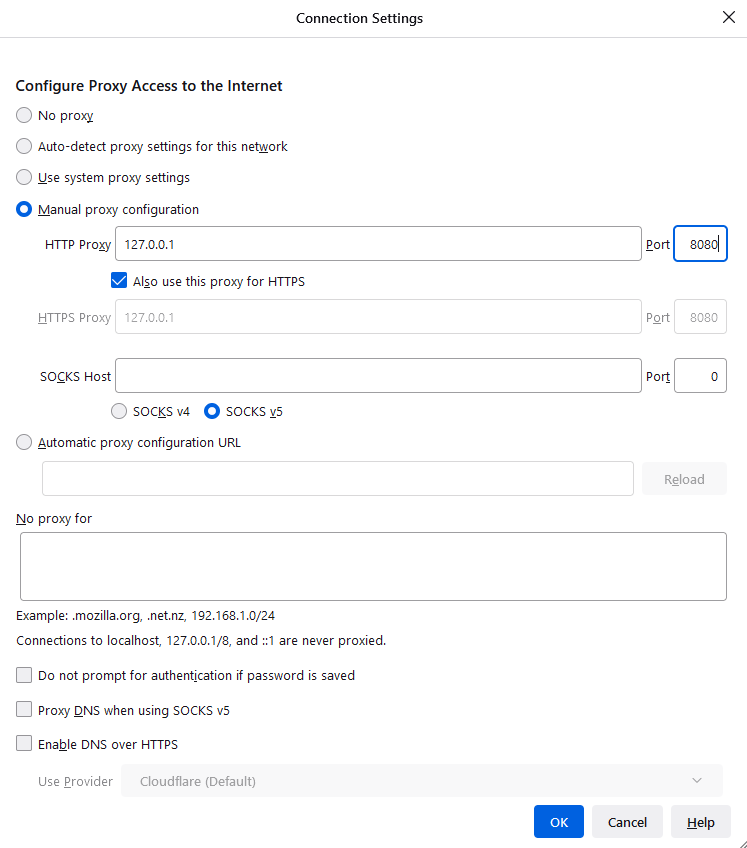 Connection Settings
Configure Proxy Access to the Internet
No proxy
Auto-detect proxy settings for this network
Use system proxy settings
Manual proxy configuration
HTTP Proxy 127.0.0.1 Port 8080
Also use this proxy for HTTPS
HTTPS Proxy 127.0.0.1 Port 8080
SOCKS Host Port 0
SOCKS v4 SOCKS v5
Automatic proxy configuration URL
Reload
No proxy for
Example: .mozilla.org, .net.nz, 192.168.1.0/24
Connections to localhost, 127.0.0.1/8, and ::1 are never proxied.
Do not prompt for authentication if password is saved
Proxy DNS when using SOCKS v5
Enable DNS over HTTPS
Use Provider Cloudflare (Default)
OK Cancel Help